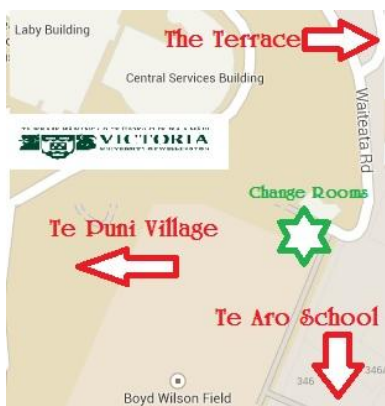 Laby Building
The Terrace
Central Services Building
VICTORIA
Waiteata Rd
Change Rooms
Te Puni Village
Te Aro School
346
346A
Boyd Wilson Field